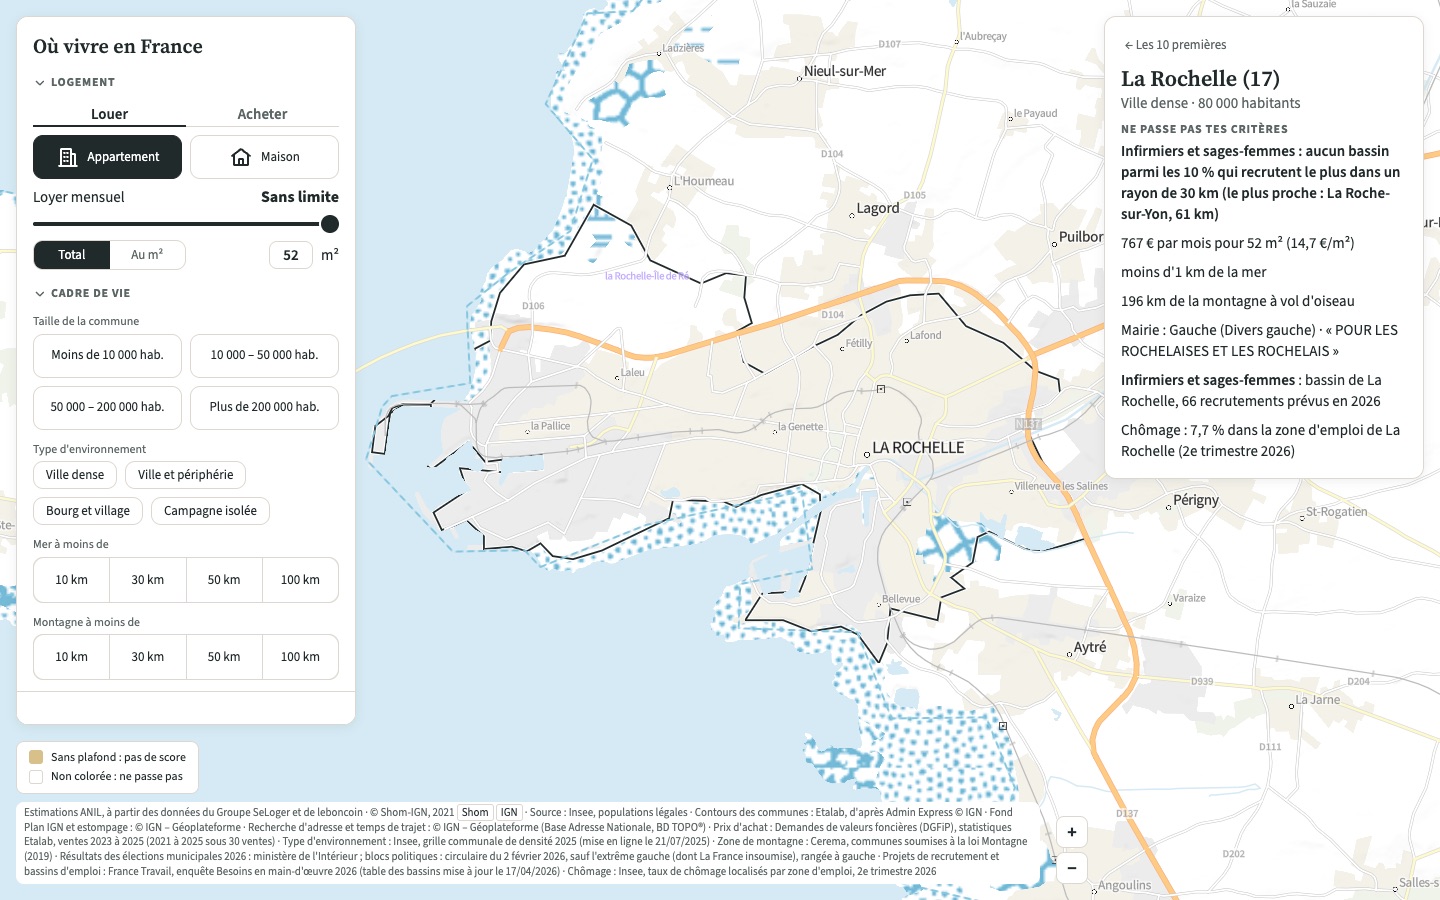 Où vivre en France
LOGEMENT
Louer
Acheter
Appartement
Maison
Loyer mensuel
Sans limite
Total
Au m²
52
m²
CADRE DE VIE
Taille de la commune
Moins de 10 000 hab.
10 000 – 50 000 hab.
50 000 – 200 000 hab.
Plus de 200 000 hab.
Type d'environnement
Ville dense
Ville et périphérie
Bourg et village
Campagne isolée
Mer à moins de
10 km
30 km
50 km
100 km
Montagne à moins de
10 km
30 km
50 km
100 km
Sans plafond : pas de score
Non colorée : ne passe pas
Estimations ANIL, à partir des données du Groupe SeLoger et de leboncoin · © Shom-IGN, 2021 Shom IGN · Source : Insee, populations légales · Contours des communes : Etalab, d'après Admin Express © IGN · Fond
Plan IGN et estompage : © IGN – Géoplateforme · Recherche d'adresse et temps de trajet : © IGN – Géoplateforme (Base Adresse Nationale, BD TOPO®) · Prix d'achat : Demandes de valeurs foncières (DGFiP), statistiques
Etalab, ventes 2023 à 2025 (2021 à 2025 sous 30 ventes) · Type d'environnement : Insee, grille communale de densité 2025 (mise en ligne le 21/07/2025) · Zone de montagne : Cerema, communes soumises à la loi Montagne
(2019) · Résultats des élections municipales 2026 : ministère de l'Intérieur ; blocs politiques : circulaire du 2 février 2026, sauf l'extrême gauche (dont La France insoumise), rangée à gauche · Projets de recrutement et
bassins d'emploi : France Travail, enquête Besoins en main-d'œuvre 2026 (table des bassins mise à jour le 17/04/2026) · Chômage : Insee, taux de chômage localisés par zone d'emploi, 2e trimestre 2026
← Les 10 premières
La Rochelle (17)
Ville dense · 80 000 habitants
NE PASSE PAS TES CRITÈRES
Infirmiers et sages-femmes : aucun bassin
parmi les 10 % qui recrutent le plus dans un
rayon de 30 km (le plus proche : La Roche-
sur-Yon, 61 km)
767 € par mois pour 52 m² (14,7 €/m²)
moins d'1 km de la mer
196 km de la montagne à vol d'oiseau
Mairie : Gauche (Divers gauche) · « POUR LES
ROCHELAISES ET LES ROCHELAIS »
Infirmiers et sages-femmes : bassin de La
Rochelle, 66 recrutements prévus en 2026
Chômage : 7,7 % dans la zone d'emploi de La
Rochelle (2e trimestre 2026)
la Sauzaie
l'Aubreçay
D107
Lauzières
Nieul-sur-Mer
le Payaud
D104
L'Houmeau
D105
Lagord
Puilbor
la Rochelle-Île de Ré
D106
D104
Lafond
Fétilly
Laleu
la Pallice
la Genette
N137
LA ROCHELLE
Villeneuve les Salines
Périgny
St-Rogatien
Ste-
Bellevue
Varaize
Aytré
D939
D204
La Jarne
D111
D137
D202
Angoulins
Salles-s
+
−